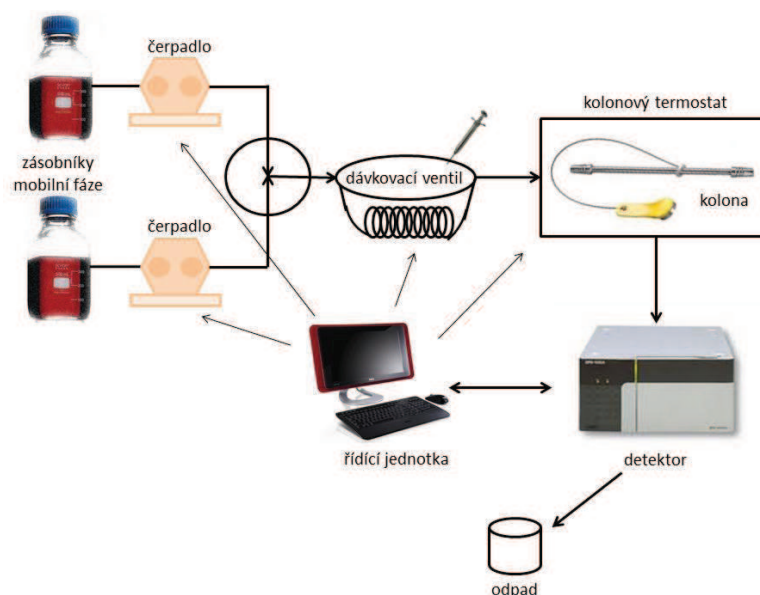 čerpadlo
kolonový termostat
zásobníky
mobilní fáze
dávkovací ventil
kolona
čerpadlo
řídící jednotka
detektor
odpad